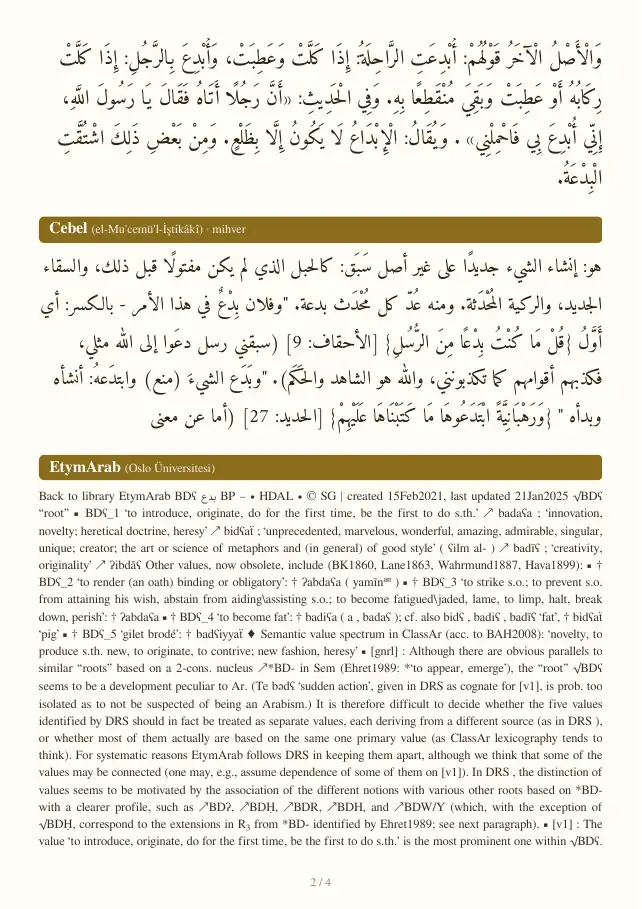 وَالْأَصْلُ الْآخَرُ قَوْلُهُمْ: أُبْدِعَتِ الرَّاحِلَةُ: إِذَا كَلَّتْ وَعَطِبَتْ، وَأُبْدِعَ بِالرَّجُلِ: إِذَا كَلَّتْ
رِكَابُهُ أَوْ عَطِبَتْ وَبَقِيَ مُنْقَطِعًا بِهِ. وَفِي الْحَدِيثِ: «أَنَّ رَجُلًا أَتَاهُ فَقَالَ يَا رَسُولَ اللَّهِ،
إِنِّي أُبْدِعَ بِي فَاحْمِلْنِي» . وَيُقَالُ: الْإِبْدَاعُ لَا يَكُونُ إِلَّا بِظَلْعٍ. وَمِنْ بَعْضِ ذَلِكَ اشْتُقَّتِ
الْبِدْعَةُ.
Cebel (el-Mu'cemü'l-İştikâkî) · mihver
هو: إنشاء الشيء جديدًا على غير أصل سَبَق: كالحبل الذي لم يكن مفتولًا قبل ذلك، والسقاء
الجديد، والركية المُحْدَثة. ومنه عُدّ كل مُحْدَث بدعة. "وفلان بِدْعٌ في هذا الأمر - بالكسر: أي
أَوَّلُ {قُلْ مَا كُنْتُ بِدْعًا مِنَ الرُّسُلِ} [الأحقاف: 9] (سبقني رسل دعَوا إلى الله مثلي،
فكذبهم أقوامهم كما تكذبونني، والله هو الشاهد والحَكَم). "وبَدَع الشيءَ (منع) وابتدعهُ: أنشأه
وبدأه " {وَرَهْبَانِيَّةً ابْتَدَعُوهَا مَا كَتَبْنَاهَا عَلَيْهِمْ} [الحديد: 27] (أما عن معنى
EtymArab (Oslo Üniversitesi)
Back to library EtymArab BDʕ بدع BP – • HDAL • © SG | created 15Feb2021, last updated 21Jan2025 √BDʕ
“root” ▪ BDʕ_1 ‘to introduce, originate, do for the first time, be the first to do s.th.’ ↗ badaʕa ; ‘innovation,
novelty; heretical doctrine, heresy’ ↗ bidʕaẗ ; ‘unprecedented, marvelous, wonderful, amazing, admirable, singular,
unique; creator; the art or science of metaphors and (in general) of good style’ ( ʕilm al- ) ↗ badīʕ ; ‘creativity,
originality’ ↗ ʔibdāʕ Other values, now obsolete, include (BK1860, Lane1863, Wahrmund1887, Hava1899): ▪ †
BDʕ_2 ‘to render (an oath) binding or obligatory’: † ʔabdaʕa ( yamīnᵃⁿ ) ▪ † BDʕ_3 ‘to strike s.o.; to prevent s.o.
from attaining his wish, abstain from aiding\assisting s.o.; to become fatigued\jaded, lame, to limp, halt, break
down, perish’: † ʔabdaʕa ▪ † BDʕ_4 ‘to become fat’: † badiʕa ( a , badaʕ ); cf. also bidʕ , badiʕ , badīʕ ‘fat’, † bidʕaẗ
‘pig’ ▪ † BDʕ_5 ‘gilet brodé’: † badʕiyyaẗ ♦ Semantic value spectrum in ClassAr (acc. to BAH2008): ‘novelty, to
produce s.th. new, to originate, to contrive; new fashion, heresy’ ▪ [gnrl] : Although there are obvious parallels to
similar “roots” based on a 2-cons. nucleus ↗*BD- in Sem (Ehret1989: *‘to appear, emerge’), the “root” √BDʕ
seems to be a development peculiar to Ar. (Te bədʕ ‘sudden action’, given in DRS as cognate for [v1], is prob. too
isolated as to not be suspected of being an Arabism.) It is therefore difficult to decide whether the five values
identified by DRS should in fact be treated as separate values, each deriving from a different source (as in DRS ),
or whether most of them actually are based on the same one primary value (as ClassAr lexicography tends to
think). For systematic reasons EtymArab follows DRS in keeping them apart, although we think that some of the
values may be connected (one may, e.g., assume dependence of some of them on [v1]). In DRS , the distinction of
values seems to be motivated by the association of the different notions with various other roots based on *BD-
with a clearer profile, such as ↗BDʔ, ↗BDḤ, ↗BDR, ↗BDH, and ↗BDW/Y (which, with the exception of
√BDḤ, correspond to the extensions in R₃ from *BD- identified by Ehret1989; see next paragraph). ▪ [v1] : The
value ‘to introduce, originate, do for the first time, be the first to do s.th.’ is the most prominent one within √BDʕ.
2 / 4